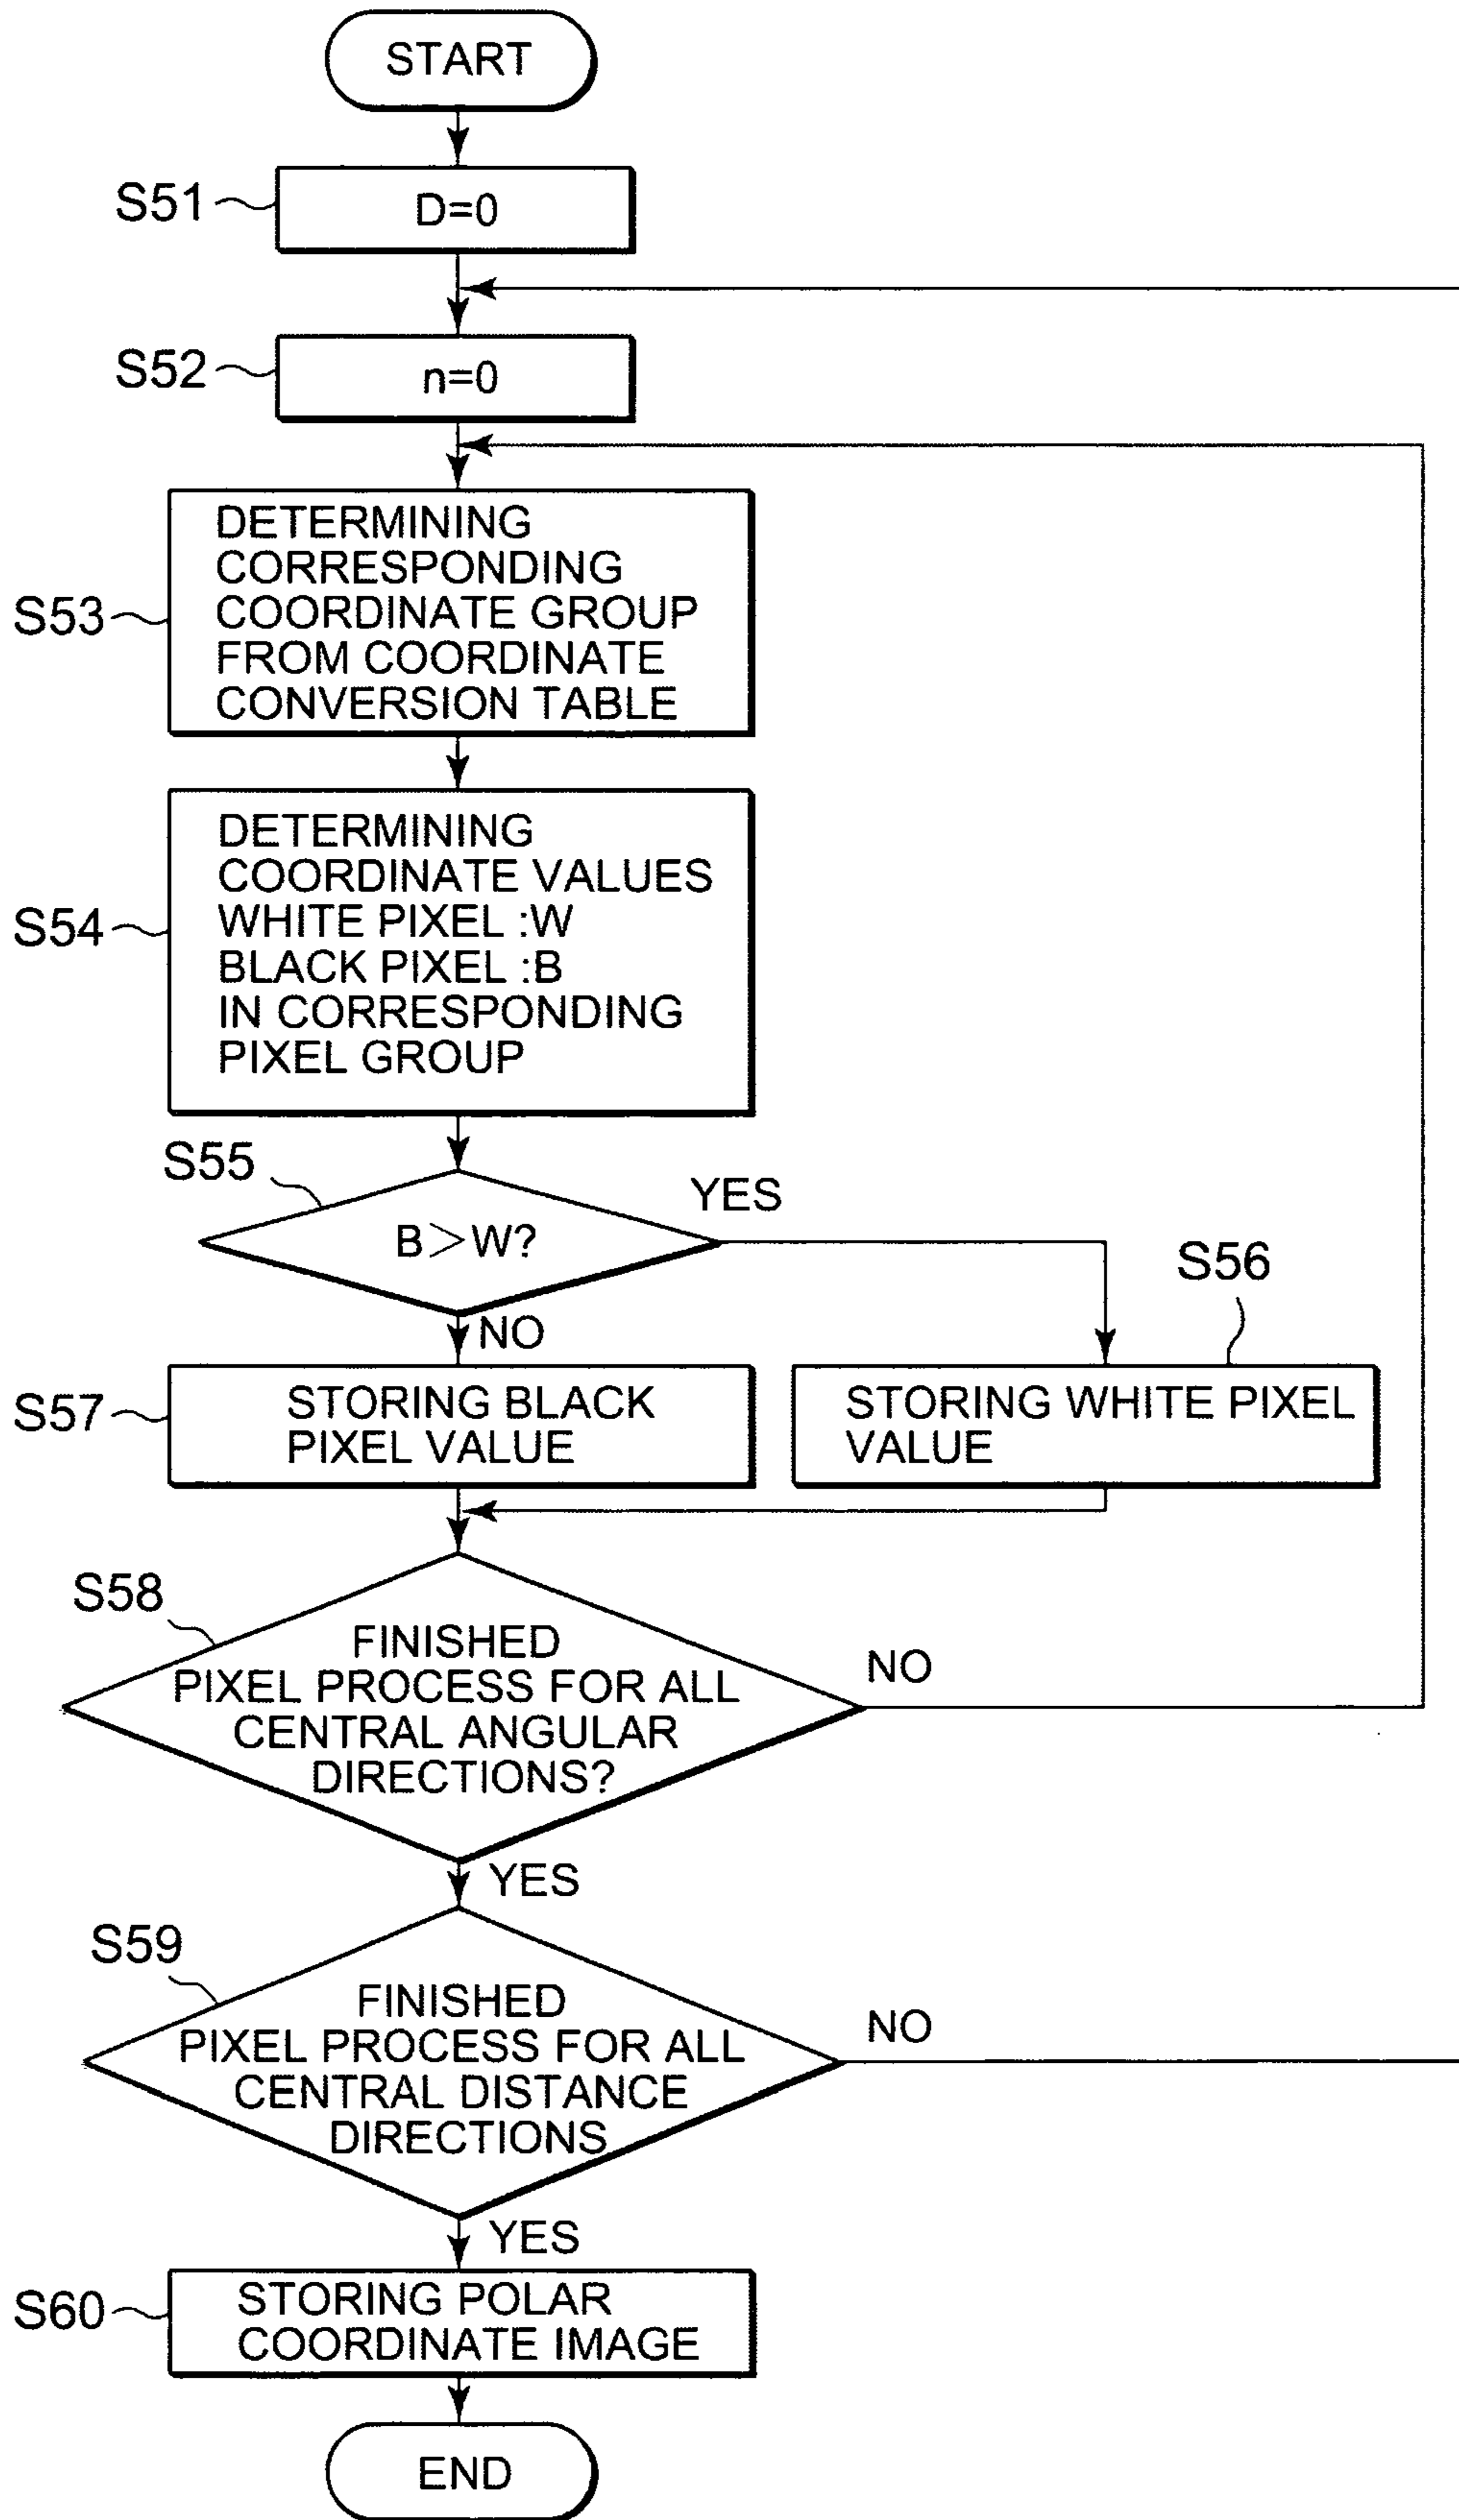 START
S51
D=0
S52
n=0
S53
DETERMINING
CORRESPONDING
COORDINATE GROUP
FROM COORDINATE
CONVERSION TABLE
S54
DETERMINING
COORDINATE VALUES
WHITE PIXEL :W
BLACK PIXEL :B
IN CORRESPONDING
PIXEL GROUP
S55
B>W?
YES
NO
S56
STORING WHITE PIXEL
VALUE
S57
STORING BLACK
PIXEL VALUE
S58
FINISHED
PIXEL PROCESS FOR ALL
CENTRAL ANGULAR
DIRECTIONS?
NO
YES
S59
FINISHED
PIXEL PROCESS FOR ALL
CENTRAL DISTANCE
DIRECTIONS
NO
YES
S60
STORING POLAR
COORDINATE IMAGE
END